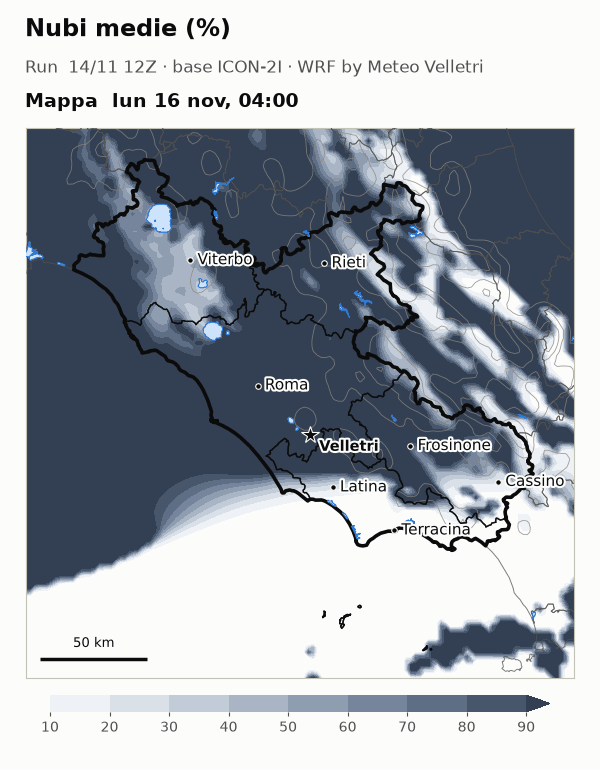 Nubi medie (%)
Run  14/11 12Z · base ICON-2I · WRF by Meteo Velletri
Mappa  lun 16 nov, 04:00
Viterbo
Rieti
Roma
Velletri
Frosinone
Latina
Cassino
Terracina
50 km
10 20 30 40 50 60 70 80 90